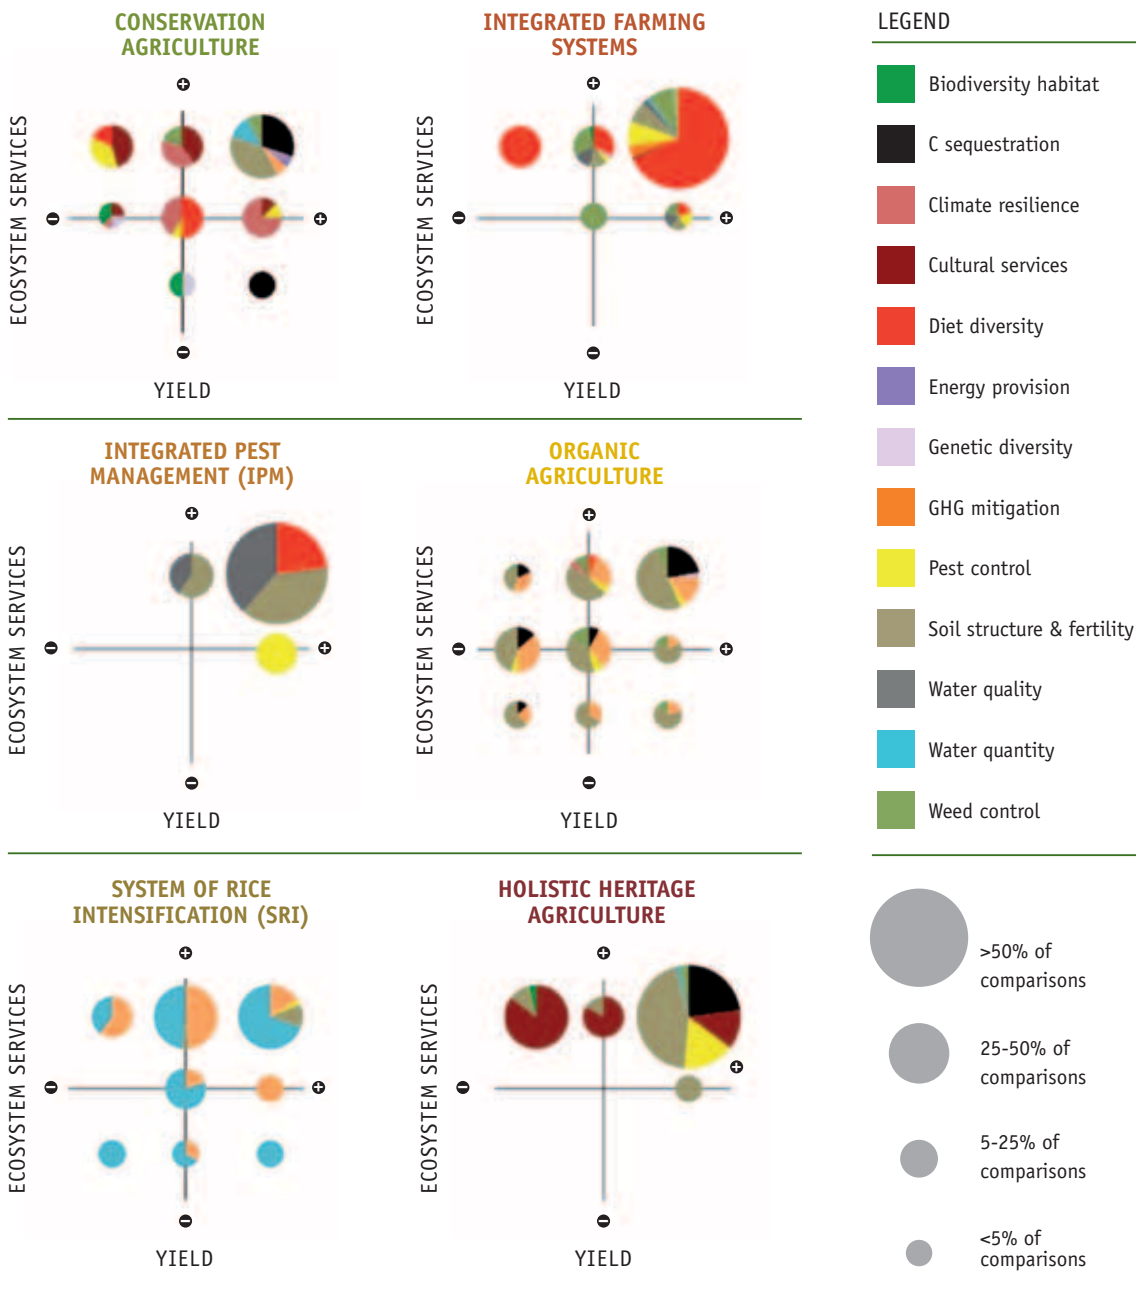 CONSERVATION
AGRICULTURE
ECOSYSTEM SERVICES
+
-
+
-
YIELD
INTEGRATED FARMING
SYSTEMS
ECOSYSTEM SERVICES
+
-
+
-
YIELD
INTEGRATED PEST
MANAGEMENT (IPM)
ECOSYSTEM SERVICES
+
-
+
-
YIELD
ORGANIC
AGRICULTURE
ECOSYSTEM SERVICES
+
-
+
-
YIELD
SYSTEM OF RICE
INTENSIFICATION (SRI)
ECOSYSTEM SERVICES
+
-
+
-
YIELD
HOLISTIC HERITAGE
AGRICULTURE
ECOSYSTEM SERVICES
+
-
+
-
YIELD
LEGEND
Biodiversity habitat
C sequestration
Climate resilience
Cultural services
Diet diversity
Energy provision
Genetic diversity
GHG mitigation
Pest control
Soil structure & fertility
Water quality
Water quantity
Weed control
>50% of
comparisons
25-50% of
comparisons
5-25% of
comparisons
<5% of
comparisons